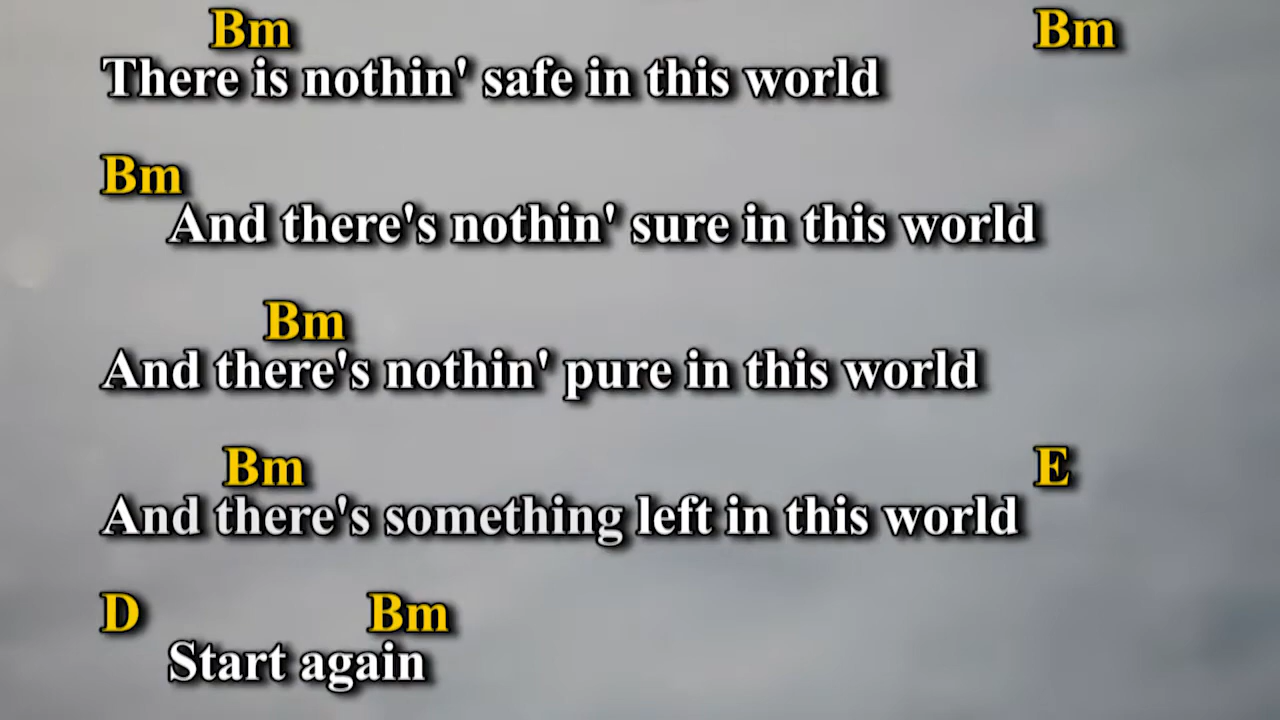 Bm Bm
There is nothin' safe in this world
Bm
And there's nothin' sure in this world
Bm
And there's nothin' pure in this world
Bm E
And there's something left in this world
D Bm
Start again